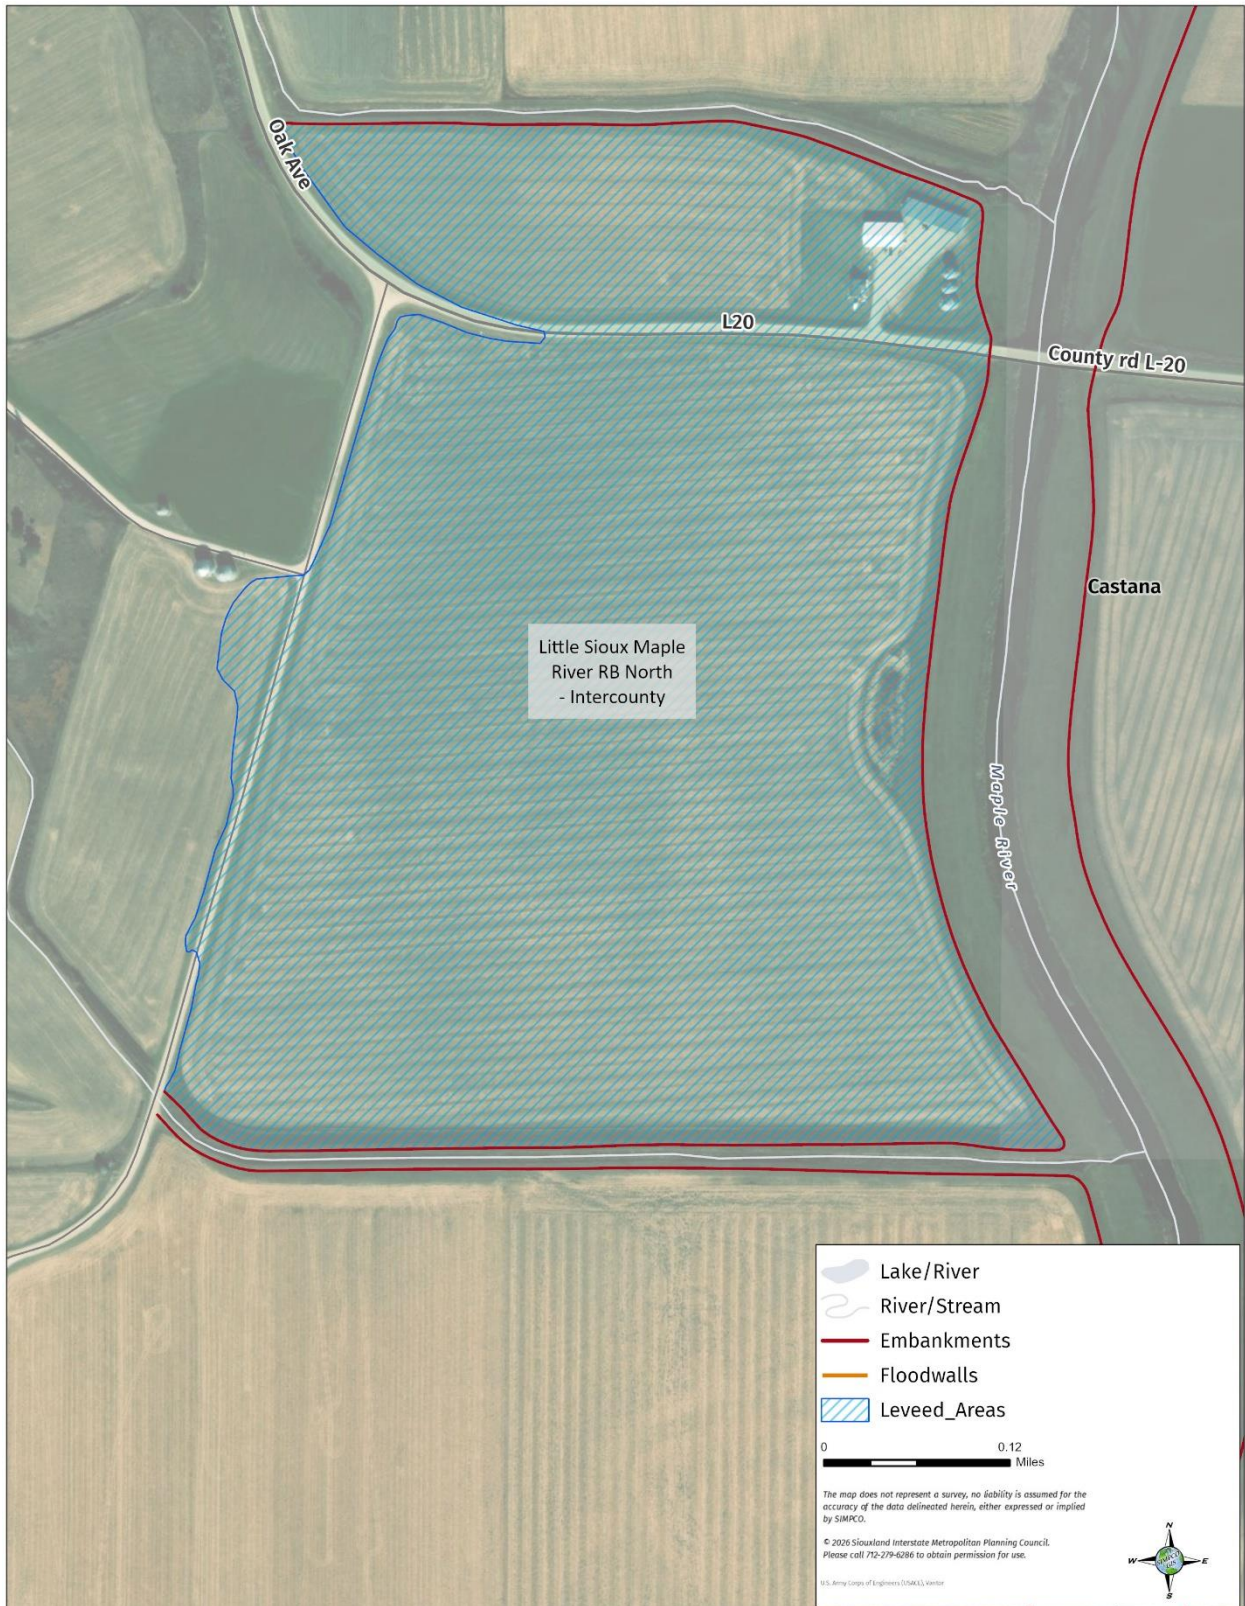 Oak Ave
L20
County rd L-20
Castana
Little Sioux Maple
River RB North
- Intercounty
Maple River
Lake/River
River/Stream
Embankments
Floodwalls
Leveed_Areas
0 0.12
Miles
The map does not represent a survey, no liability is assumed for the
accuracy of the data delineated herein, either expressed or implied
by SIMPCO.
© 2026 Siouxland Interstate Metropolitan Planning Council.
Please call 712-279-6286 to obtain permission for use.
U.S. Army Corps of Engineers (USACE), Vantor
N
W E
SIMPCO
GIS
S